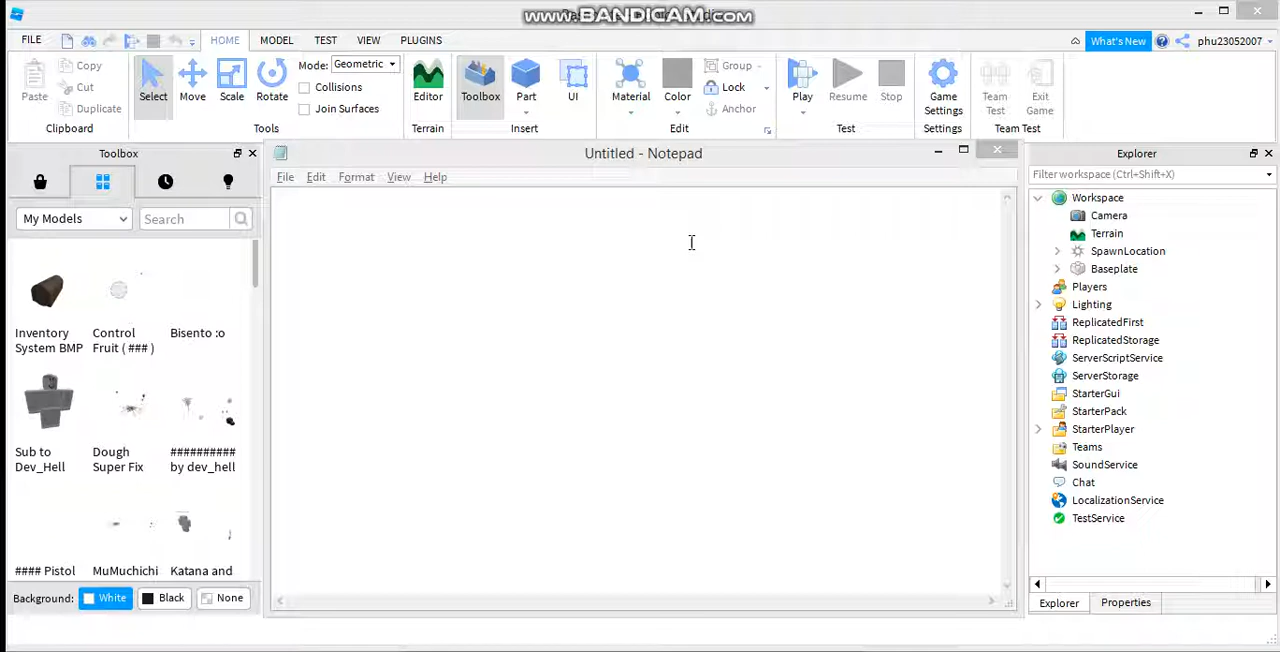 www.BANDICAM.com
FILE HOME MODEL TEST VIEW PLUGINS What's New phu23052007
Paste Copy Cut Duplicate Select Move Scale Rotate Mode: Geometric Collisions Join Surfaces Editor Toolbox Part UI Material Color Group Lock Anchor Play Resume Stop Game Settings Team Test Exit Game
Clipboard Tools Terrain Insert Edit Test Settings Team Test
Toolbox
My Models Search
Inventory System BMP
Control Fruit ( ### )
Bisento :o
Sub to Dev_Hell
Dough Super Fix
########## by dev_hell
#### Pistol
MuMuchichi
Katana and
Background: White Black None
Untitled - Notepad
File Edit Format View Help
Explorer
Filter workspace (Ctrl+Shift+X)
Workspace
Camera
Terrain
SpawnLocation
Baseplate
Players
Lighting
ReplicatedFirst
ReplicatedStorage
ServerScriptService
ServerStorage
StarterGui
StarterPack
StarterPlayer
Teams
SoundService
Chat
LocalizationService
TestService
Explorer Properties